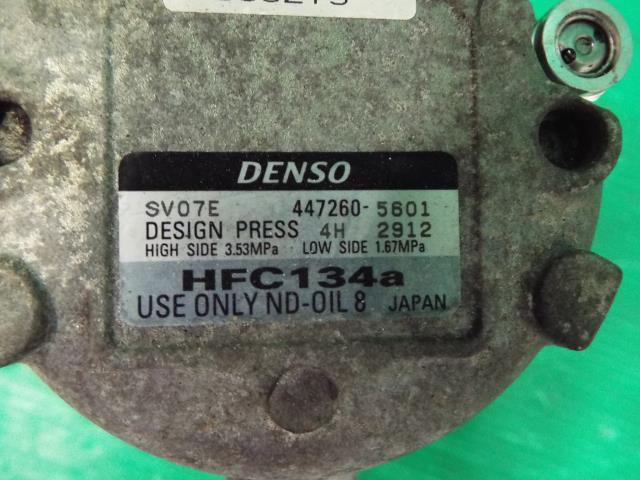 DENSO
SV07E 447260-5601
DESIGN PRESS 4H 2912
HIGH SIDE 3.53MPa LOW SIDE 1.67MPa
HFC134a
USE ONLY ND-OIL 8 JAPAN